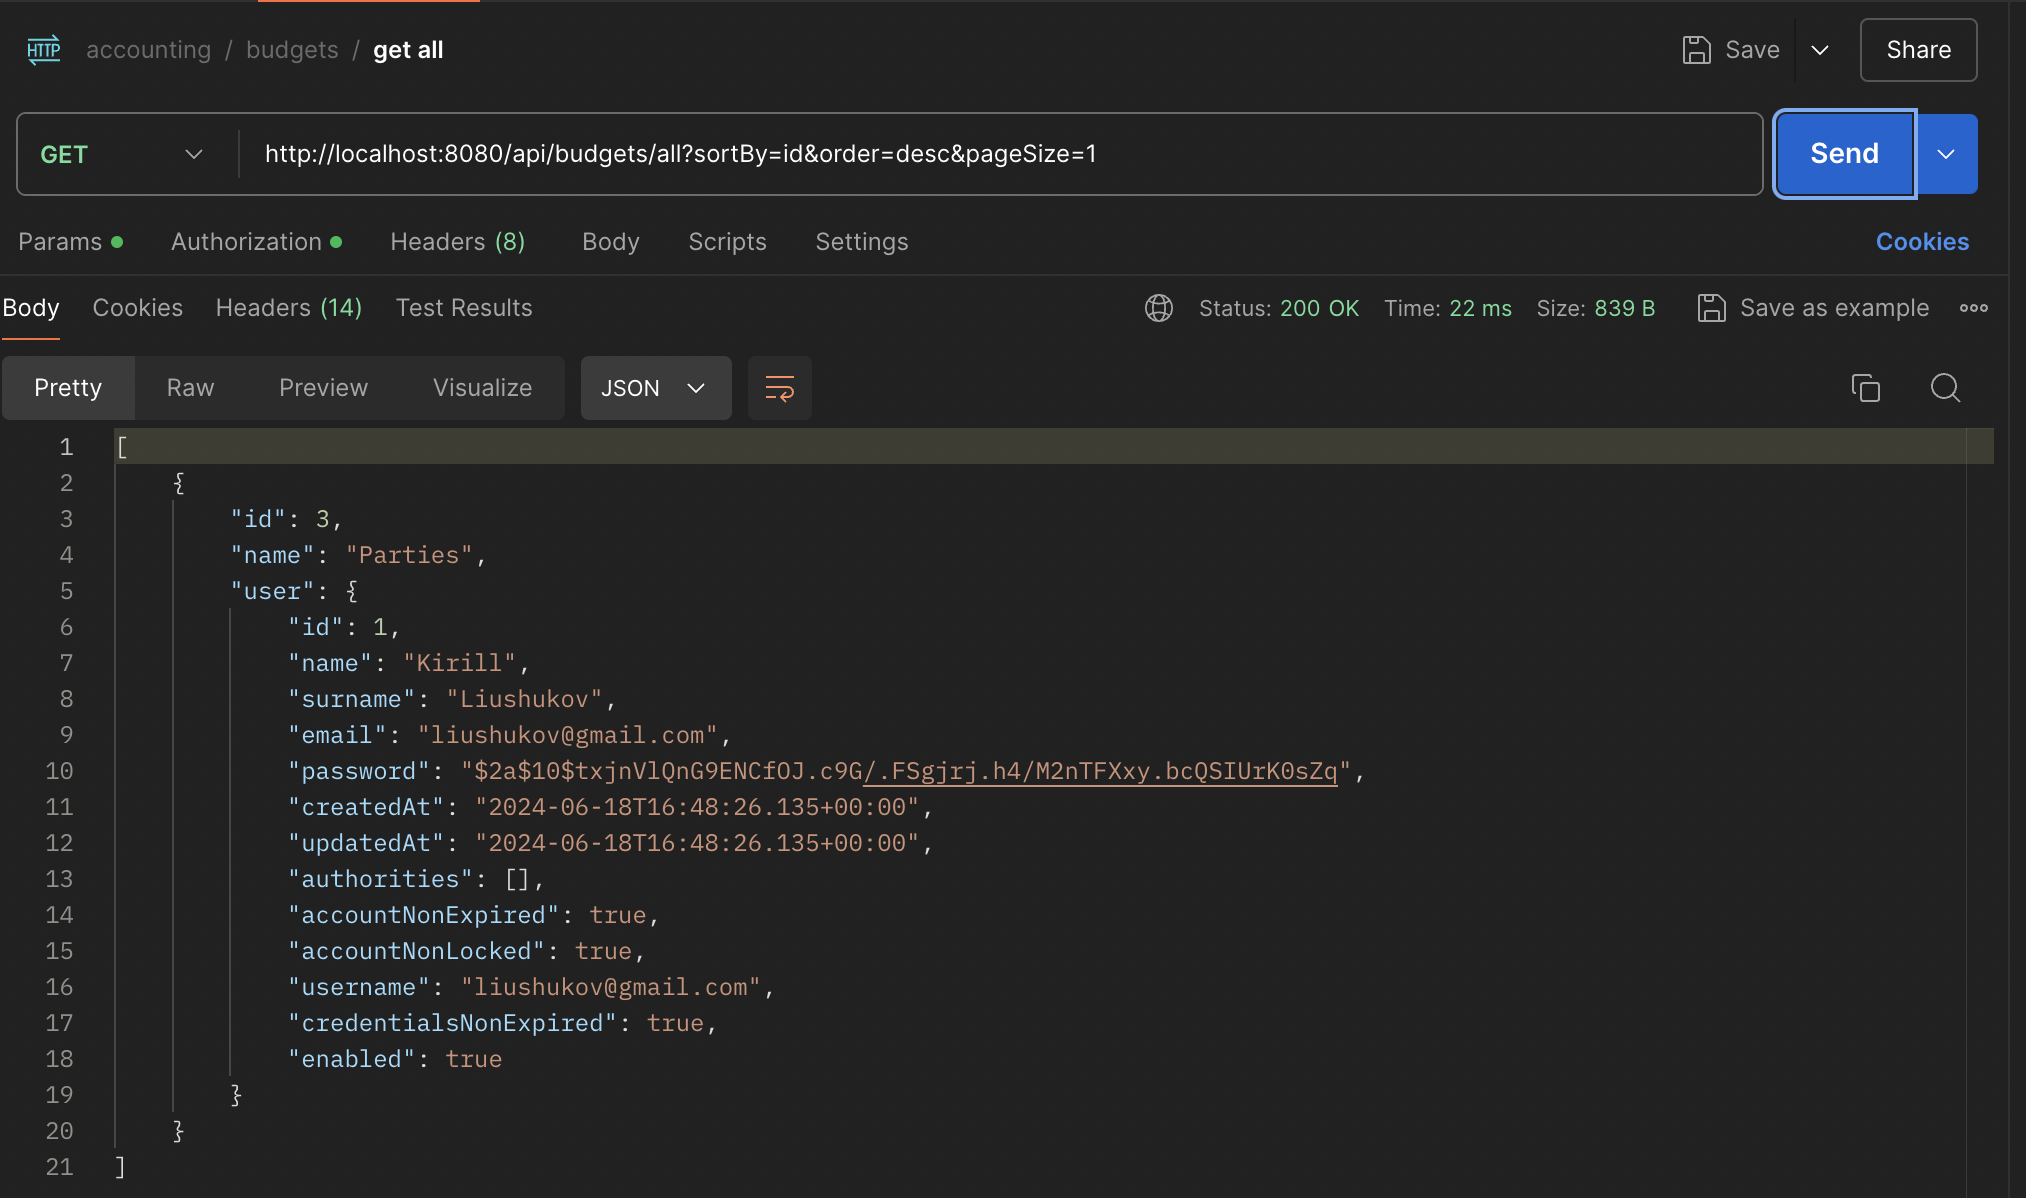 HTTP accounting / budgets / get all Save Share
GET http://localhost:8080/api/budgets/all?sortBy=id&order=desc&pageSize=1 Send
Params Authorization Headers (8) Body Scripts Settings Cookies
Body Cookies Headers (14) Test Results Status: 200 OK Time: 22 ms Size: 839 B Save as example
Pretty Raw Preview Visualize JSON
1 [
2 {
3 "id": 3,
4 "name": "Parties",
5 "user": {
6 "id": 1,
7 "name": "Kirill",
8 "surname": "Liushukov",
9 "email": "liushukov@gmail.com",
10 "password": "$2a$10$txjnVlQnG9ENCfOJ.c9G/.FSgjrj.h4/M2nTFXxy.bcQSIUrK0sZq",
11 "createdAt": "2024-06-18T16:48:26.135+00:00",
12 "updatedAt": "2024-06-18T16:48:26.135+00:00",
13 "authorities": [],
14 "accountNonExpired": true,
15 "accountNonLocked": true,
16 "username": "liushukov@gmail.com",
17 "credentialsNonExpired": true,
18 "enabled": true
19 }
20 }
21 ]